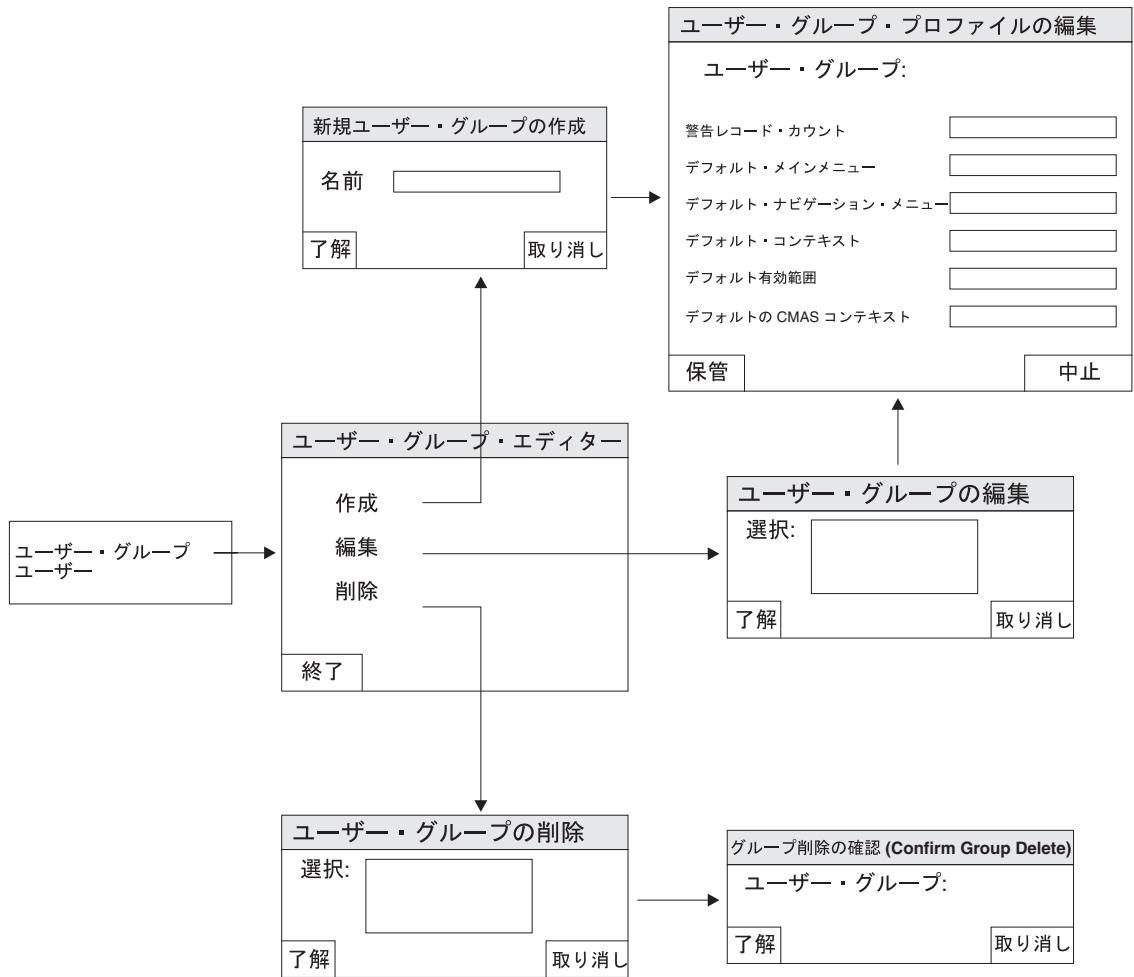 ユーザー・グループ・プロファイルの編集
ユーザー・グループ:
警告レコード・カウント
デフォルト・メインメニュー
デフォルト・ナビゲーション・メニュー
デフォルト・コンテキスト
デフォルト有効範囲
デフォルトの CMAS コンテキスト
保管
中止
新規ユーザー・グループの作成
名前
了解
取り消し
ユーザー・グループ・エディター
作成
編集
削除
終了
ユーザー・グループ
ユーザー
ユーザー・グループの編集
選択:
了解
取り消し
ユーザー・グループの削除
選択:
了解
取り消し
グループ削除の確認 (Confirm Group Delete)
ユーザー・グループ:
了解
取り消し